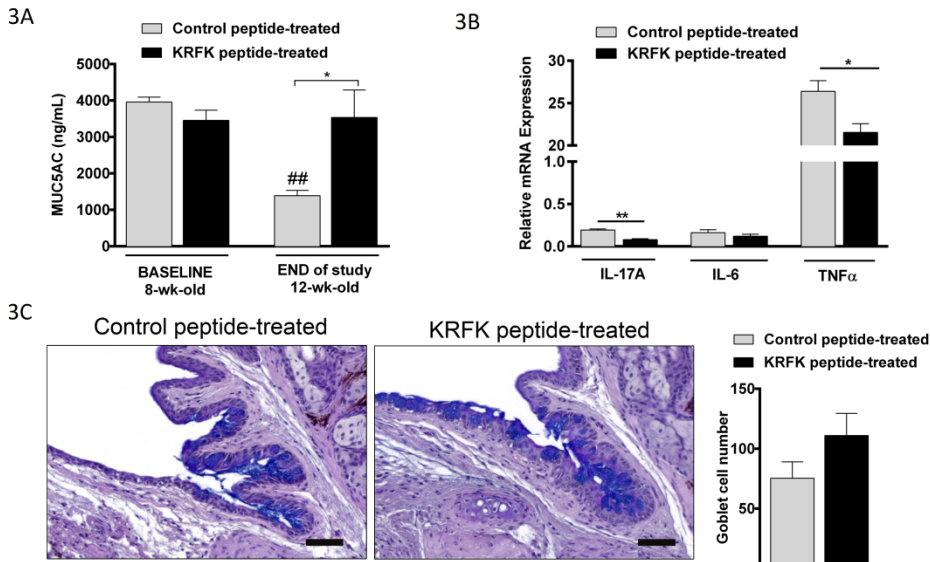 3A
Control peptide-treated
KRFK peptide-treated
MUC5AC (ng/mL)
5000
4000
3000
2000
1000
0
*
##
BASELINE
8-wk-old
END of study
12-wk-old
3B
Control peptide-treated
KRFK peptide-treated
Relative mRNA Expression
30
25
20
1.0
0.5
0.0
**
*
IL-17A
IL-6
TNFα
3C
Control peptide-treated
KRFK peptide-treated
Control peptide-treated
KRFK peptide-treated
Goblet cell number
150
100
50